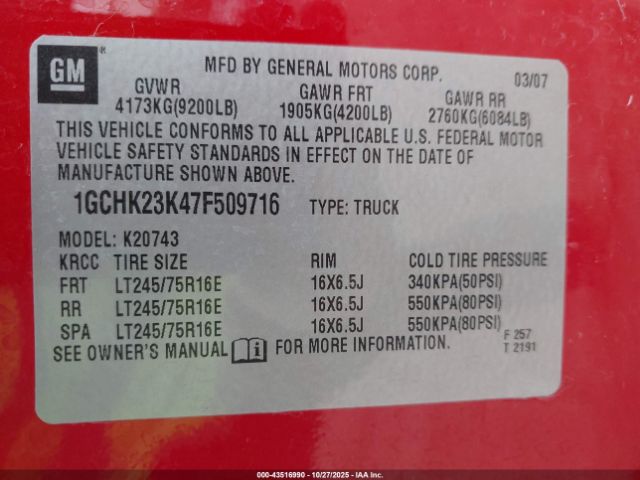 GM ®
MFD BY GENERAL MOTORS CORP. 03/07
GVWR GAWR FRT GAWR RR
4173KG(9200LB) 1905KG(4200LB) 2760KG(6084LB)
THIS VEHICLE CONFORMS TO ALL APPLICABLE U.S. FEDERAL MOTOR
VEHICLE SAFETY STANDARDS IN EFFECT ON THE DATE OF
MANUFACTURE SHOWN ABOVE.
1GCHK23K47F509716 TYPE: TRUCK
MODEL: K20743
KRCC TIRE SIZE RIM COLD TIRE PRESSURE
FRT LT245/75R16E 16X6.5J 340KPA(50PSI)
RR LT245/75R16E 16X6.5J 550KPA(80PSI)
SPA LT245/75R16E 16X6.5J 550KPA(80PSI)
SEE OWNER'S MANUAL i FOR MORE INFORMATION.
F 257
T 2191
000-43516990 - 10/27/2025 - IAA Inc.